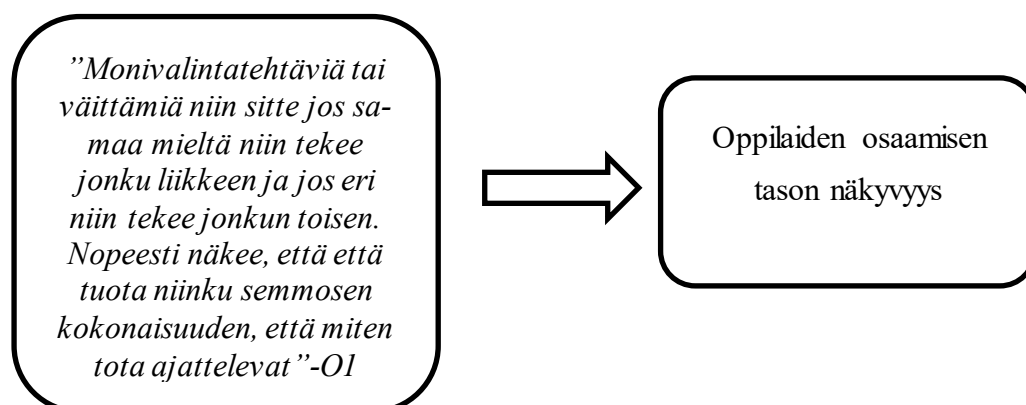 ”Monivalintatehtäviä tai
väittämiä niin sitte jos sa-
maa mieltä niin tekee
jonku liikkeen ja jos eri
niin tekee jonkun toisen.
Nopeesti näkee, että että
tuota niinku semmosen
kokonaisuuden, että miten
tota ajattelevat”-O1
Oppilaiden osaamisen
tason näkyvyys